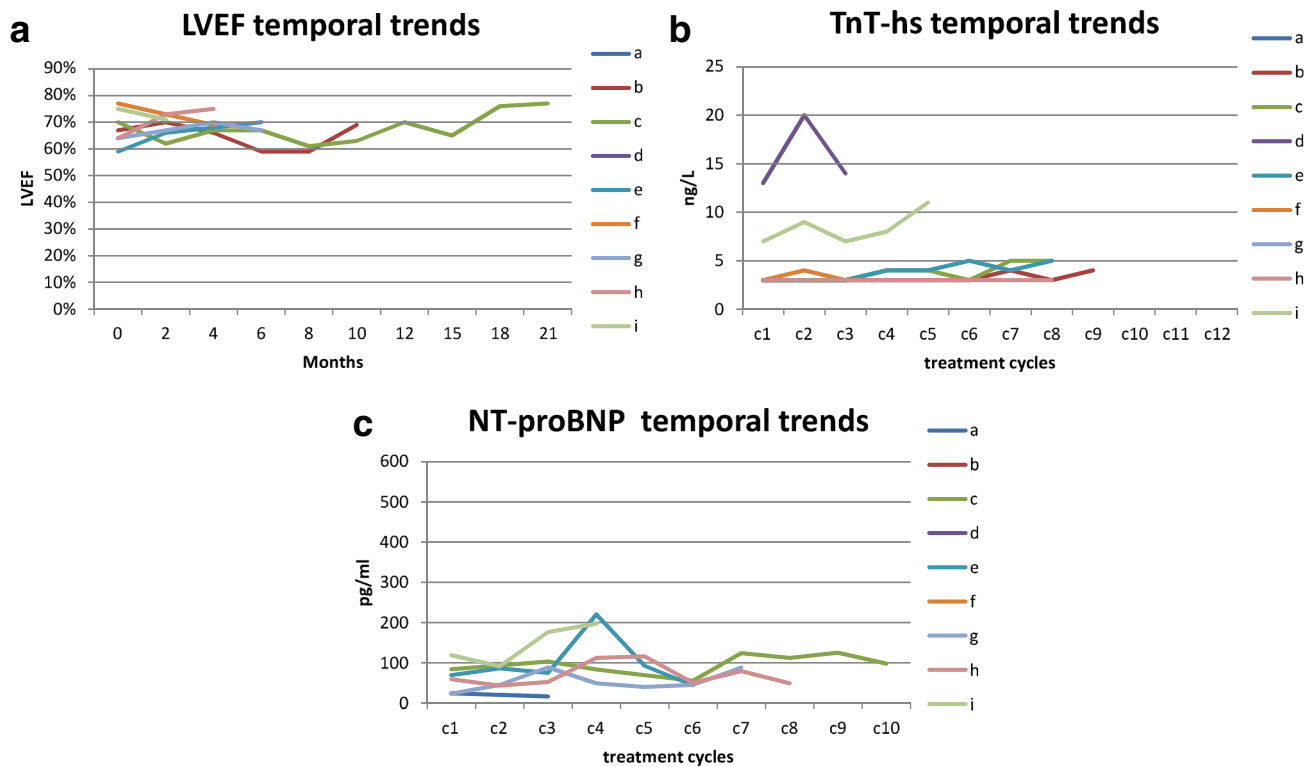 a
LVEF temporal trends
90%
80%
70%
60%
50%
40%
30%
20%
10%
0%
LVEF
0 2 4 6 8 10 12 15 18 21
Months
a
b
c
d
e
f
g
h
i
b
TnT-hs temporal trends
25
20
15
10
5
0
ng/L
c1 c2 c3 c4 c5 c6 c7 c8 c9 c10 c11 c12
treatment cycles
a
b
c
d
e
f
g
h
i
c
NT-proBNP temporal trends
600
500
400
300
200
100
0
pg/ml
c1 c2 c3 c4 c5 c6 c7 c8 c9 c10
treatment cycles
a
b
c
d
e
f
g
h
i